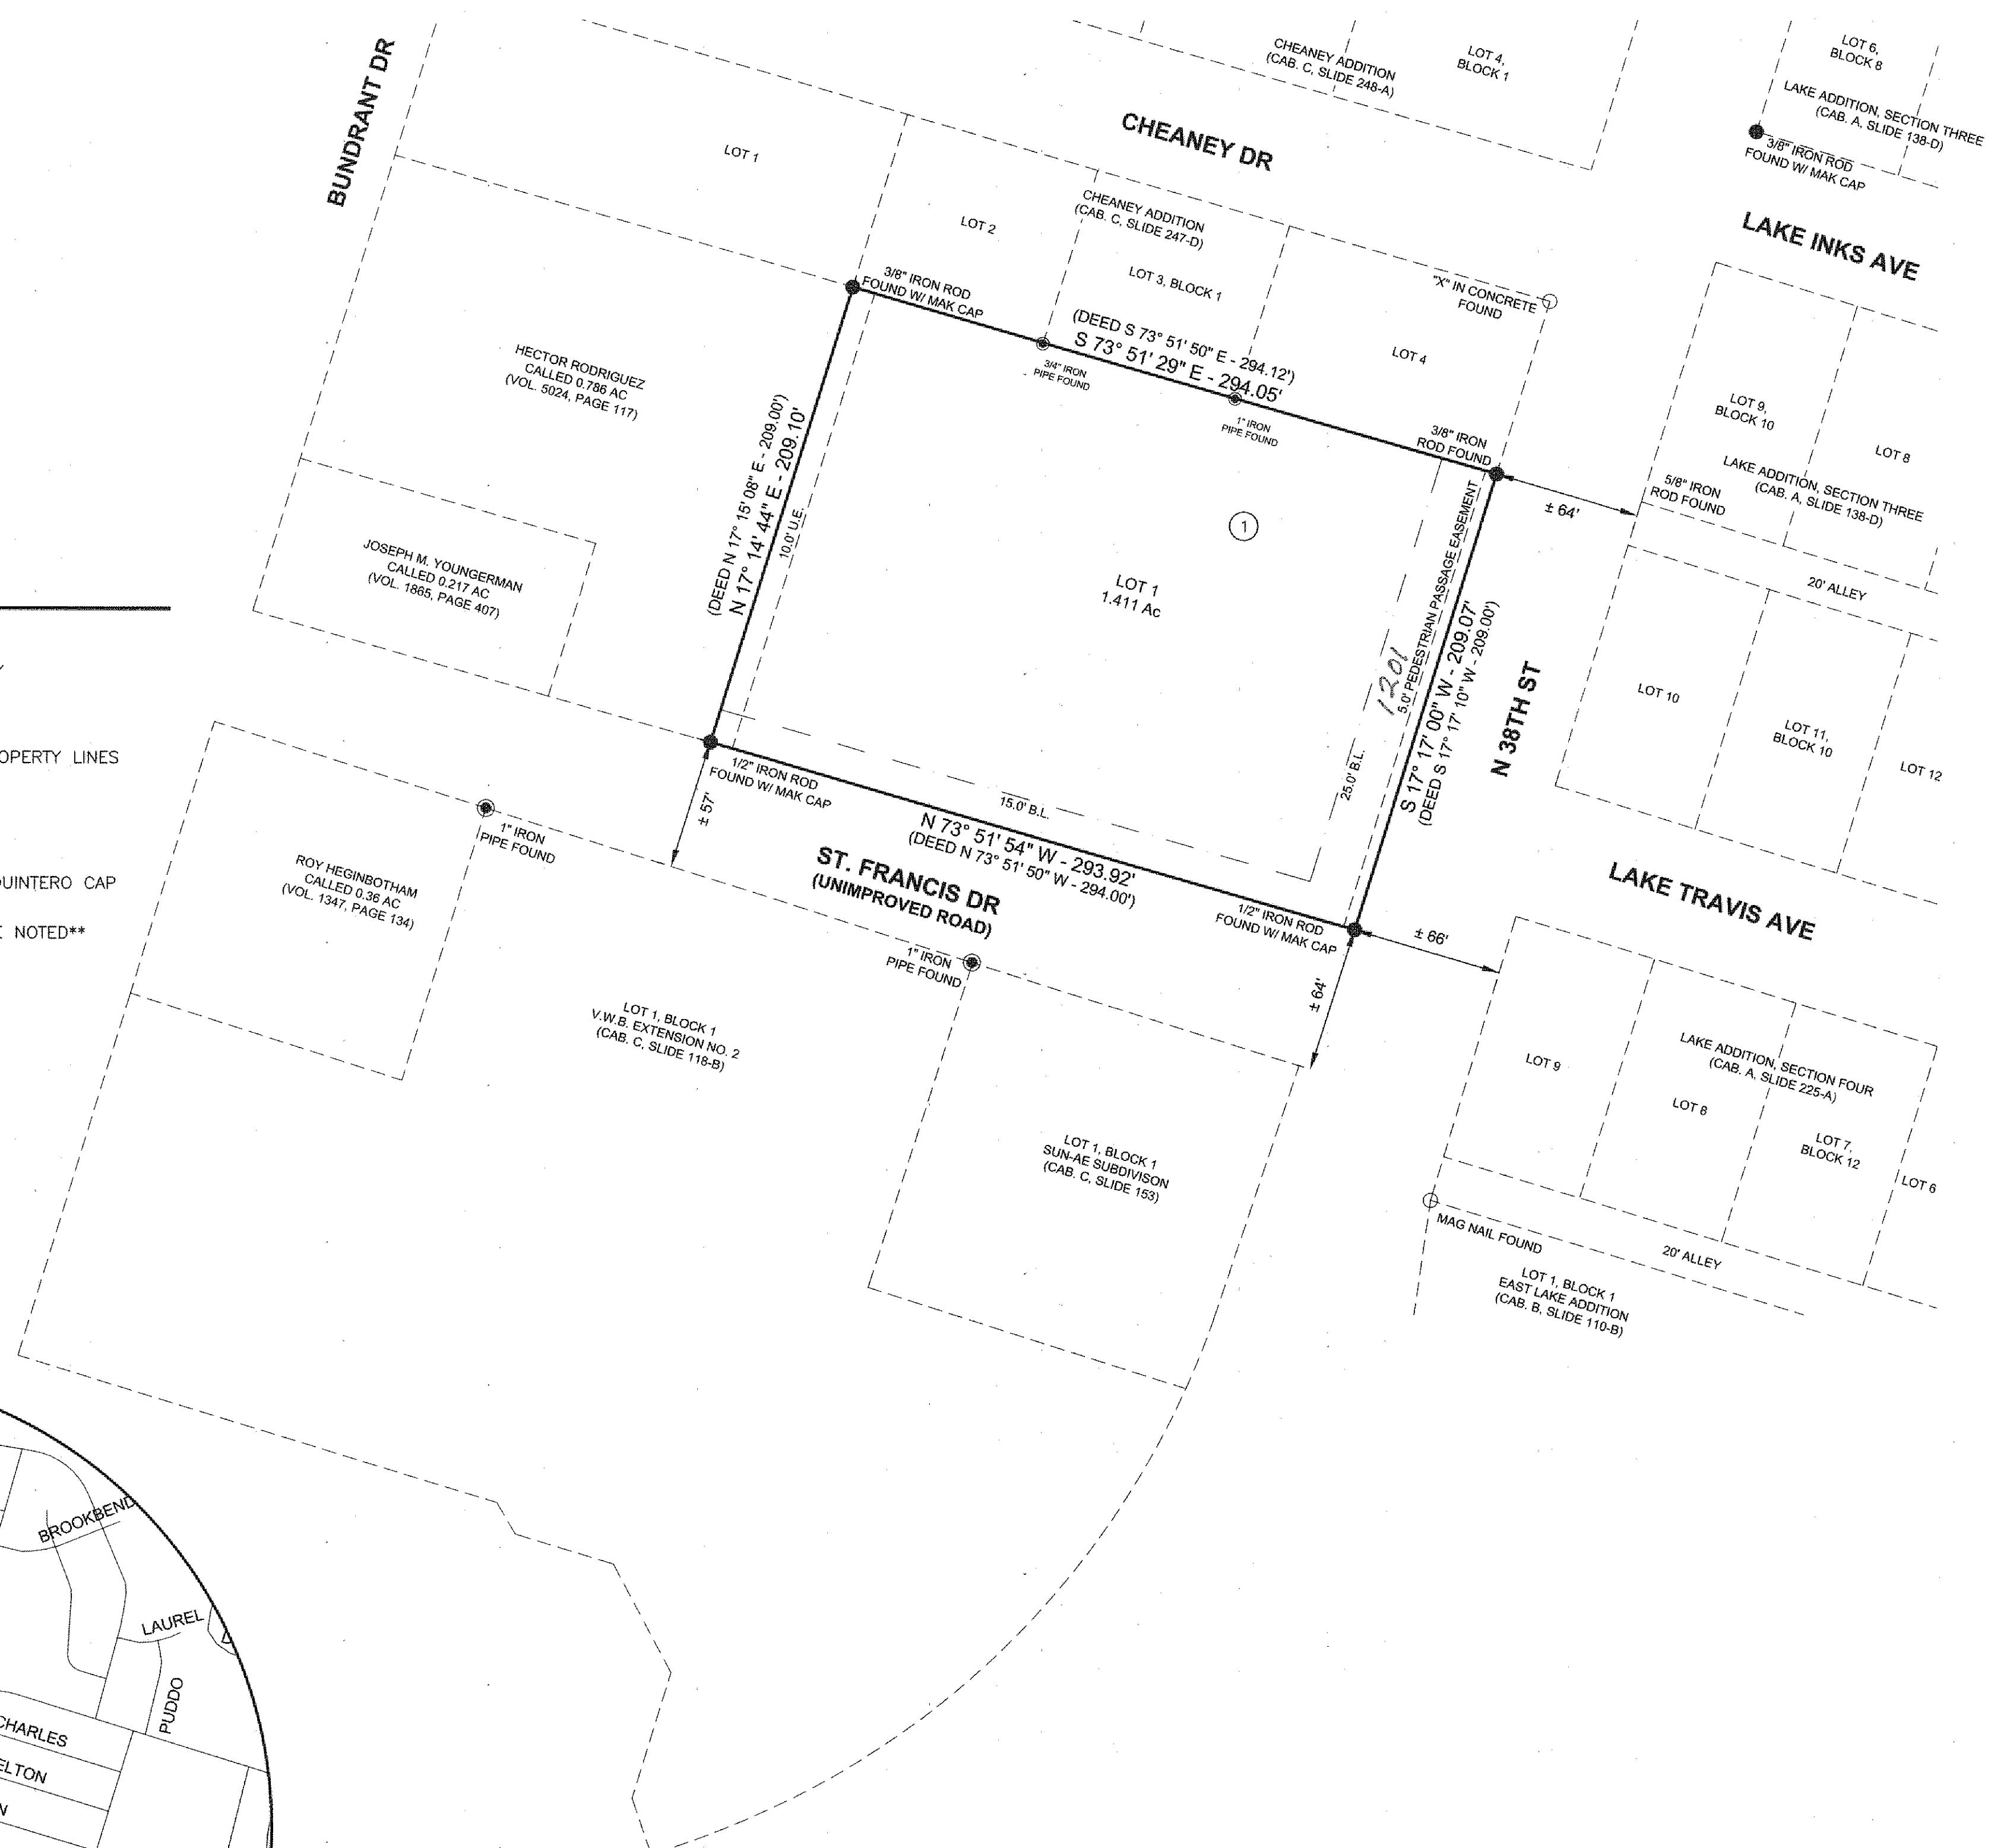 BUNDRANT DR
CHEANEY ADDITION
(CAB. C, SLIDE 248-A)
LOT 4,
BLOCK 1
LOT 6,
BLOCK 8
LAKE ADDITION, SECTION THREE
(CAB. A, SLIDE 138-D)
3/8" IRON ROD
FOUND W/ MAK CAP
CHEANEY DR
LAKE INKS AVE
LOT 1
LOT 2
CHEANEY ADDITION
(CAB. C, SLIDE 247-D)
LOT 3, BLOCK 1
LOT 4
"X" IN CONCRETE
FOUND
3/8" IRON ROD
FOUND W/ MAK CAP
(DEED S 73° 51' 50" E - 294.12')
S 73° 51' 29" E - 294.05'
3/4" IRON
PIPE FOUND
1" IRON
PIPE FOUND
3/8" IRON
ROD FOUND
HECTOR RODRIGUEZ
CALLED 0.786 AC
(VOL. 5024, PAGE 117)
JOSEPH M. YOUNGERMAN
CALLED 0.217 AC
(VOL. 1865, PAGE 407)
(DEED N 17° 15' 08" E - 209.00')
N 17° 14' 44" E - 209.10'
10.0' U.E.
1
LOT 1
1.411 Ac
1201
5.0' PEDESTRIAN PASSAGE EASEMENT
S 17° 17' 00" W - 209.07'
(DEED S 17° 17' 10" W - 209.00')
25.0' B.L.
15.0' B.L.
N 38TH ST
± 64'
LOT 9,
BLOCK 10
LOT 8
LAKE ADDITION, SECTION THREE
(CAB. A, SLIDE 138-D)
5/8" IRON
ROD FOUND
20' ALLEY
LOT 10
LOT 11,
BLOCK 10
LOT 12
OPERTY LINES
UINTERO CAP
NOTED**
1/2" IRON ROD
FOUND W/ MAK CAP
± 57'
N 73° 51' 54" W - 293.92'
(DEED N 73° 51' 50" W - 294.00')
ST. FRANCIS DR
(UNIMPROVED ROAD)
1/2" IRON ROD
FOUND W/ MAK CAP
± 66'
± 64'
LAKE TRAVIS AVE
1" IRON
PIPE FOUND
ROY HEGINBOTHAM
CALLED 0.36 AC
(VOL. 1347, PAGE 134)
1" IRON
PIPE FOUND
LOT 1, BLOCK 1
V.W.B. EXTENSION NO. 2
(CAB. C, SLIDE 118-B)
LOT 1, BLOCK 1
SUN-AE SUBDIVISON
(CAB. C, SLIDE 153)
LOT 9
LAKE ADDITION, SECTION FOUR
(CAB. A, SLIDE 225-A)
LOT 8
LOT 7,
BLOCK 12
LOT 6
MAG NAIL FOUND
20' ALLEY
LOT 1, BLOCK 1
EAST LAKE ADDITION
(CAB. B, SLIDE 110-B)
BROOKBEND
LAUREL
D
PUDDO
CHARLES
ELTON
N